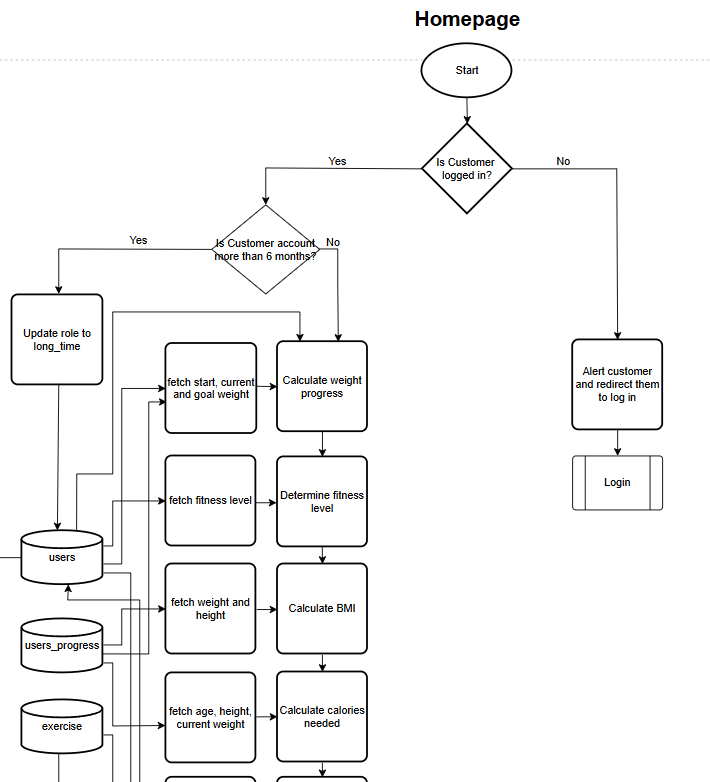 Homepage
Start
Is Customer
logged in?
Yes
No
Is Customer account
more than 6 months?
Yes
No
Update role to
long_time
fetch start, current
and goal weight
Calculate weight
progress
Alert customer
and redirect them
to log in
Login
fetch fitness level
Determine fitness
level
users
fetch weight and
height
Calculate BMI
users_progress
fetch age, height,
current weight
Calculate calories
needed
exercise